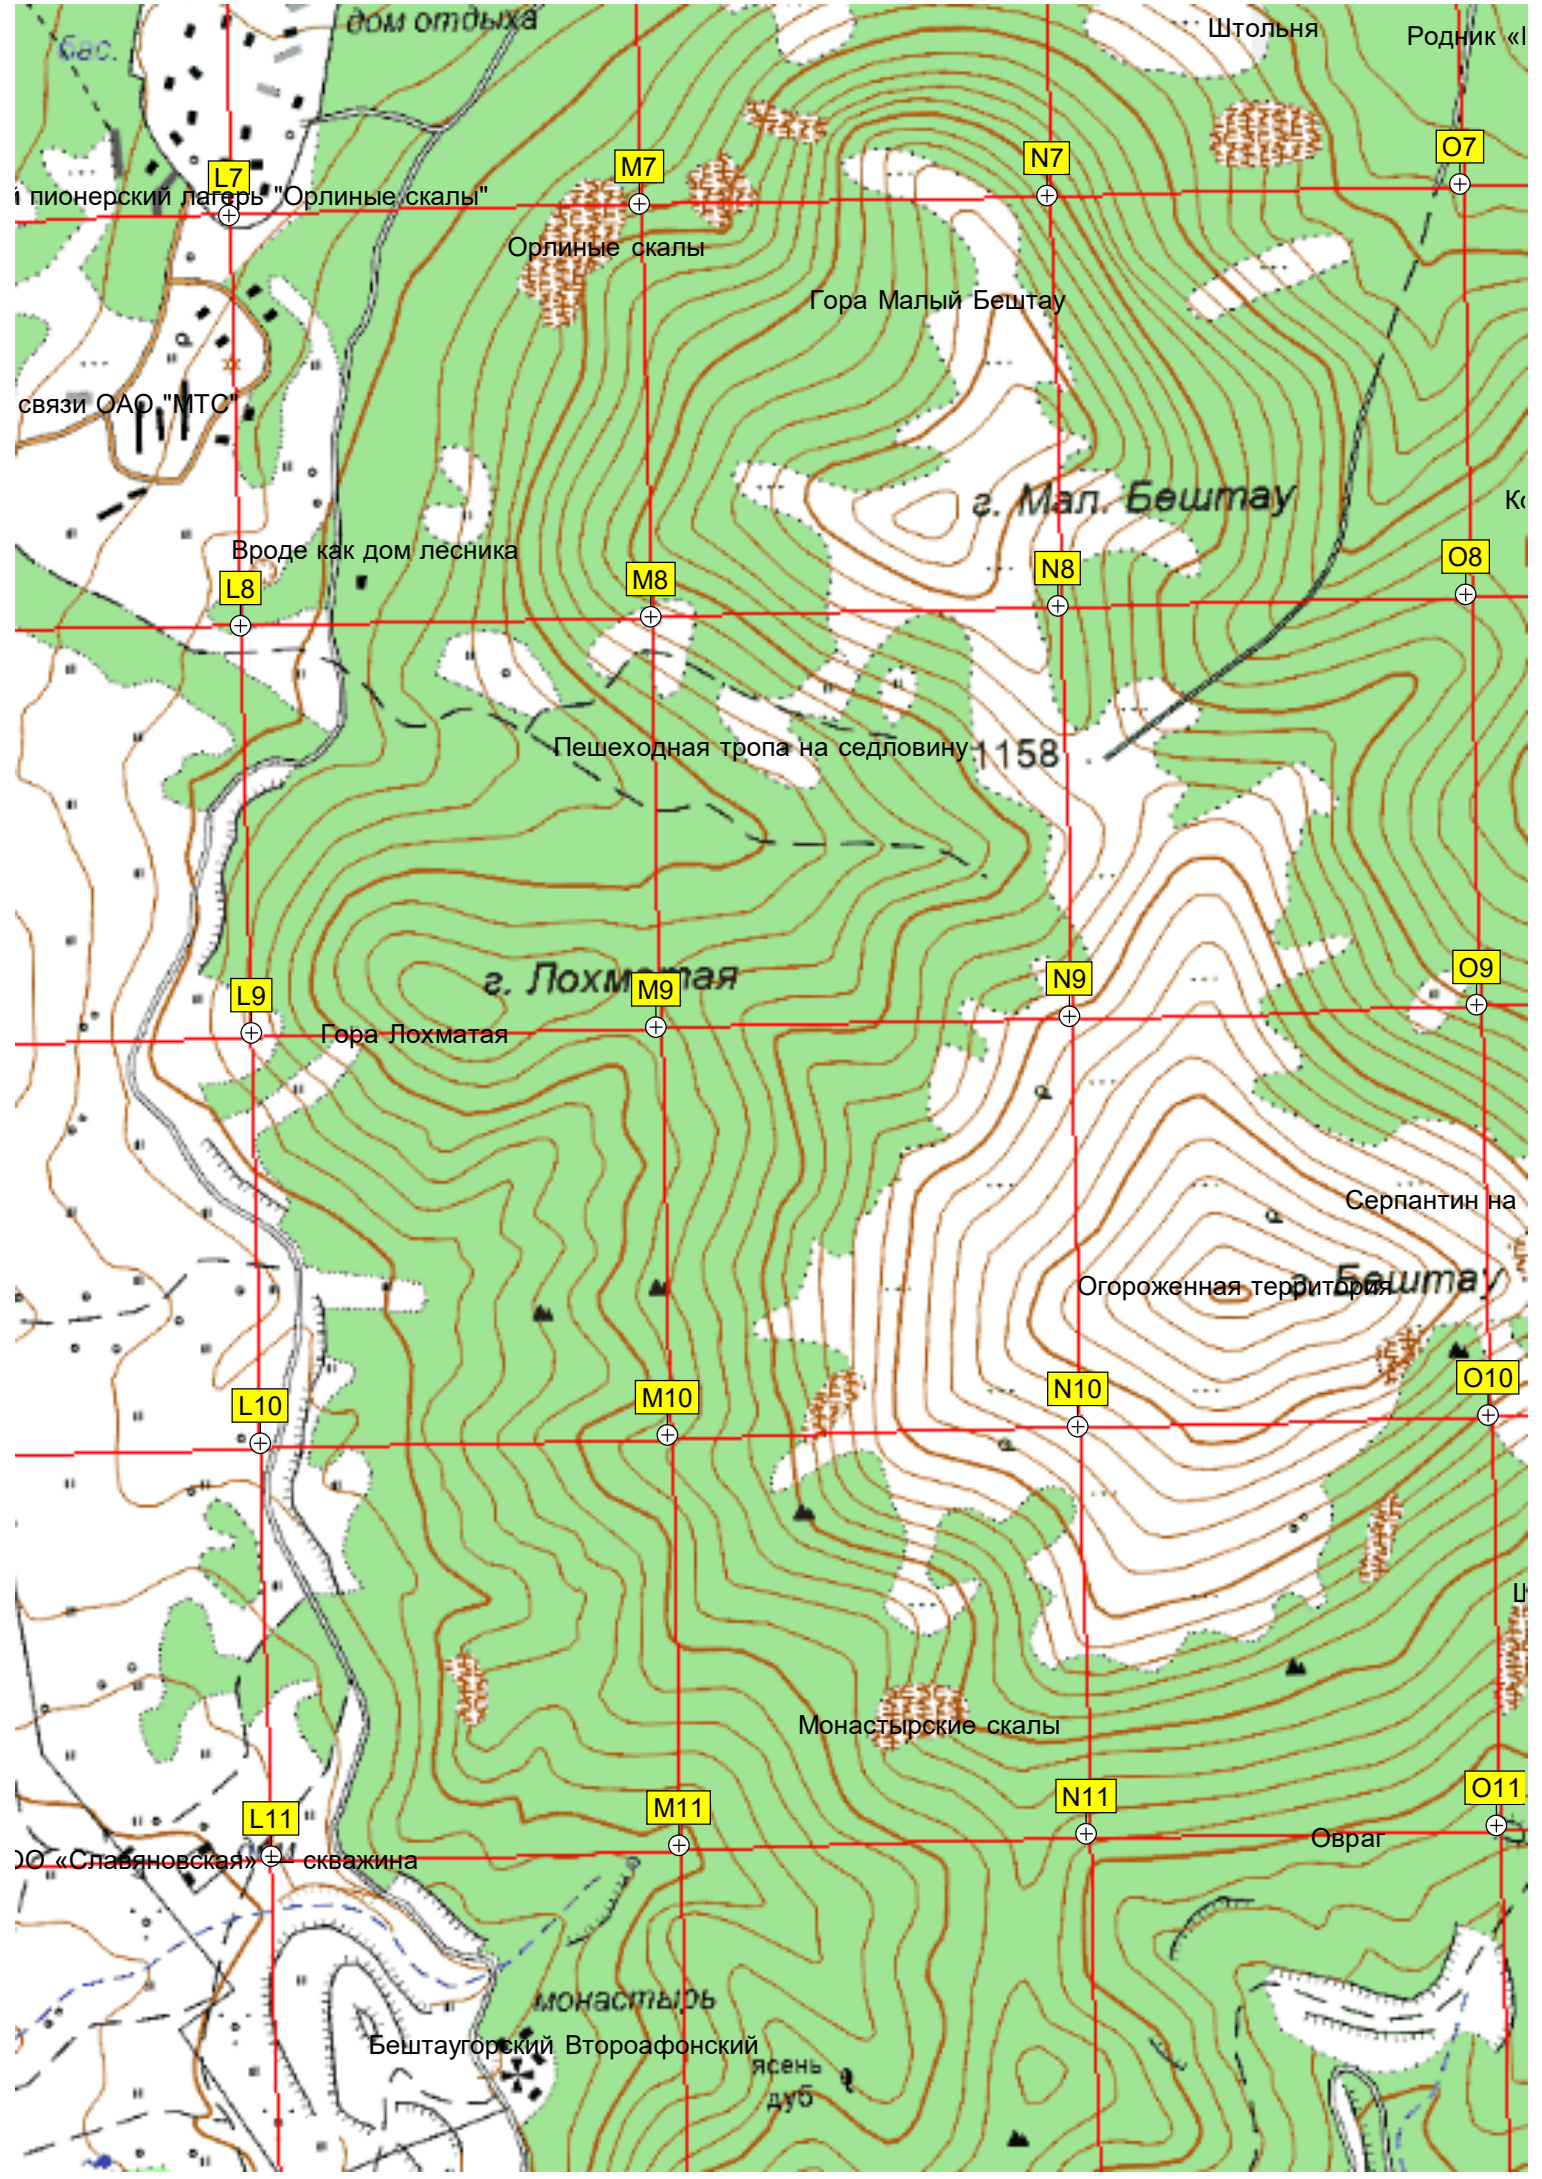 дом отдыха
Штольня
Родник «
бас.
O7
N7
M7
L7
й пионерский лагерь "Орлиные скалы"
Орлиные скалы
Гора Малый Бештау
связи ОАО "МТС"
г. Мал. Бештау
Вроде как дом лесника
O8
N8
M8
L8
Пешеходная тропа на седловину
1158
O9
N9
г. Лохматая
M9
L9
Гора Лохматая
Серпантин на
г. Бештау
Огороженная территория
O10
N10
M10
L10
Монастырские скалы
O11
N11
M11
L11
Овраг
ОО «Славяновская»
скважина
монастырь
Бештаугорский Второафонский
ясень
дуб